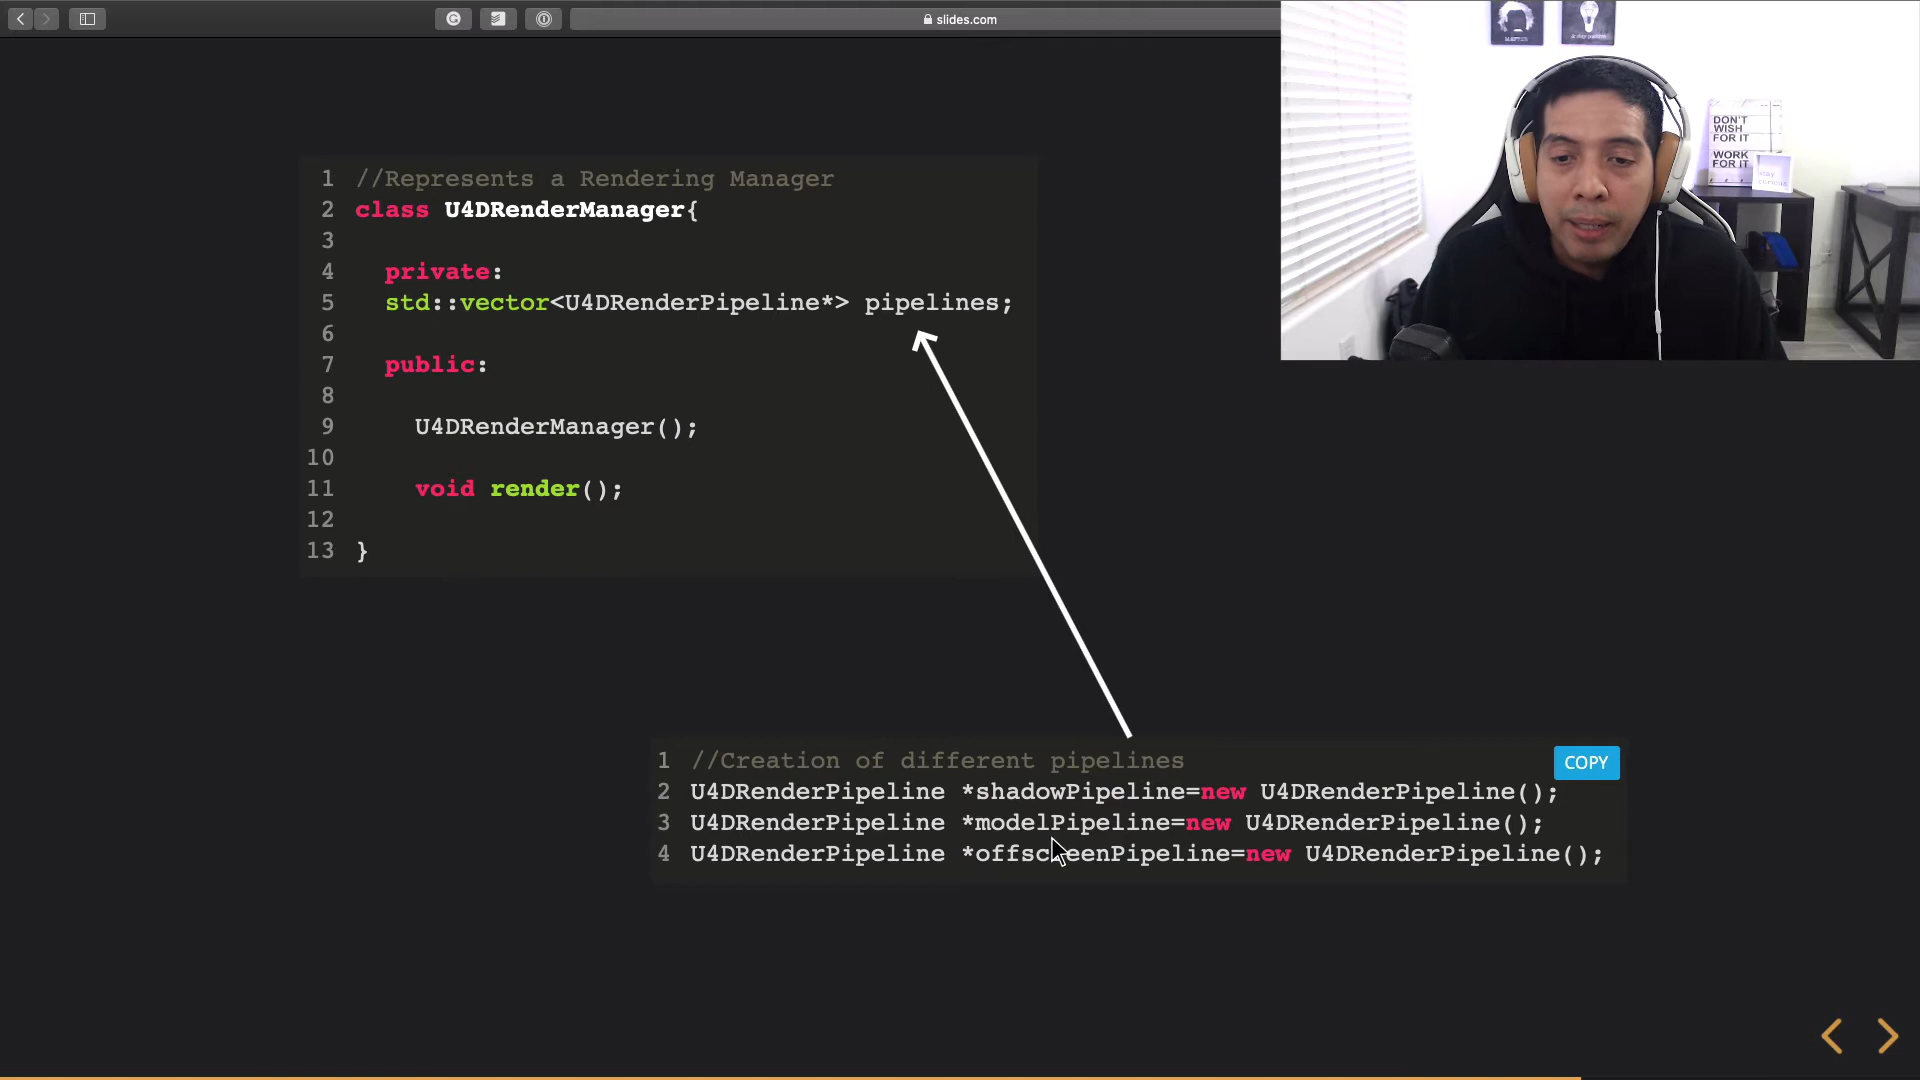 slides.com
1 //Represents a Rendering Manager
2 class U4DRenderManager{
3
4 private:
5 std::vector<U4DRenderPipeline*> pipelines;
6
7 public:
8
9 U4DRenderManager();
10
11 void render();
12
13 }
DON'T
WISH
FOR IT
WORK
FOR IT
stay
curious
1 //Creation of different pipelines
COPY
2 U4DRenderPipeline *shadowPipeline=new U4DRenderPipeline();
3 U4DRenderPipeline *modelPipeline=new U4DRenderPipeline();
4 U4DRenderPipeline *offscreenPipeline=new U4DRenderPipeline();